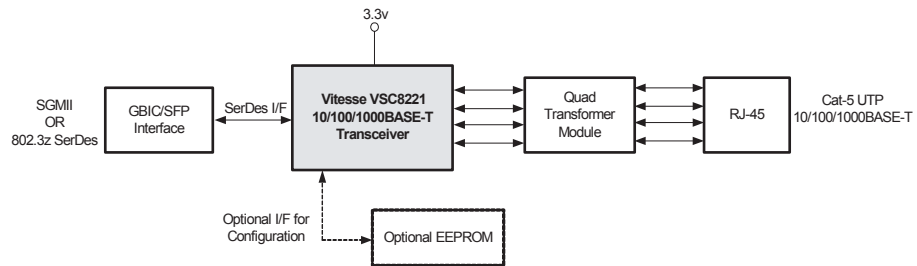 3.3v
SGMII
OR
802.3z SerDes
GBIC/SFP
Interface
SerDes I/F
Vitesse VSC8221
10/100/1000BASE-T
Transceiver
Quad
Transformer
Module
RJ-45
Cat-5 UTP
10/100/1000BASE-T
Optional I/F for
Configuration
Optional EEPROM